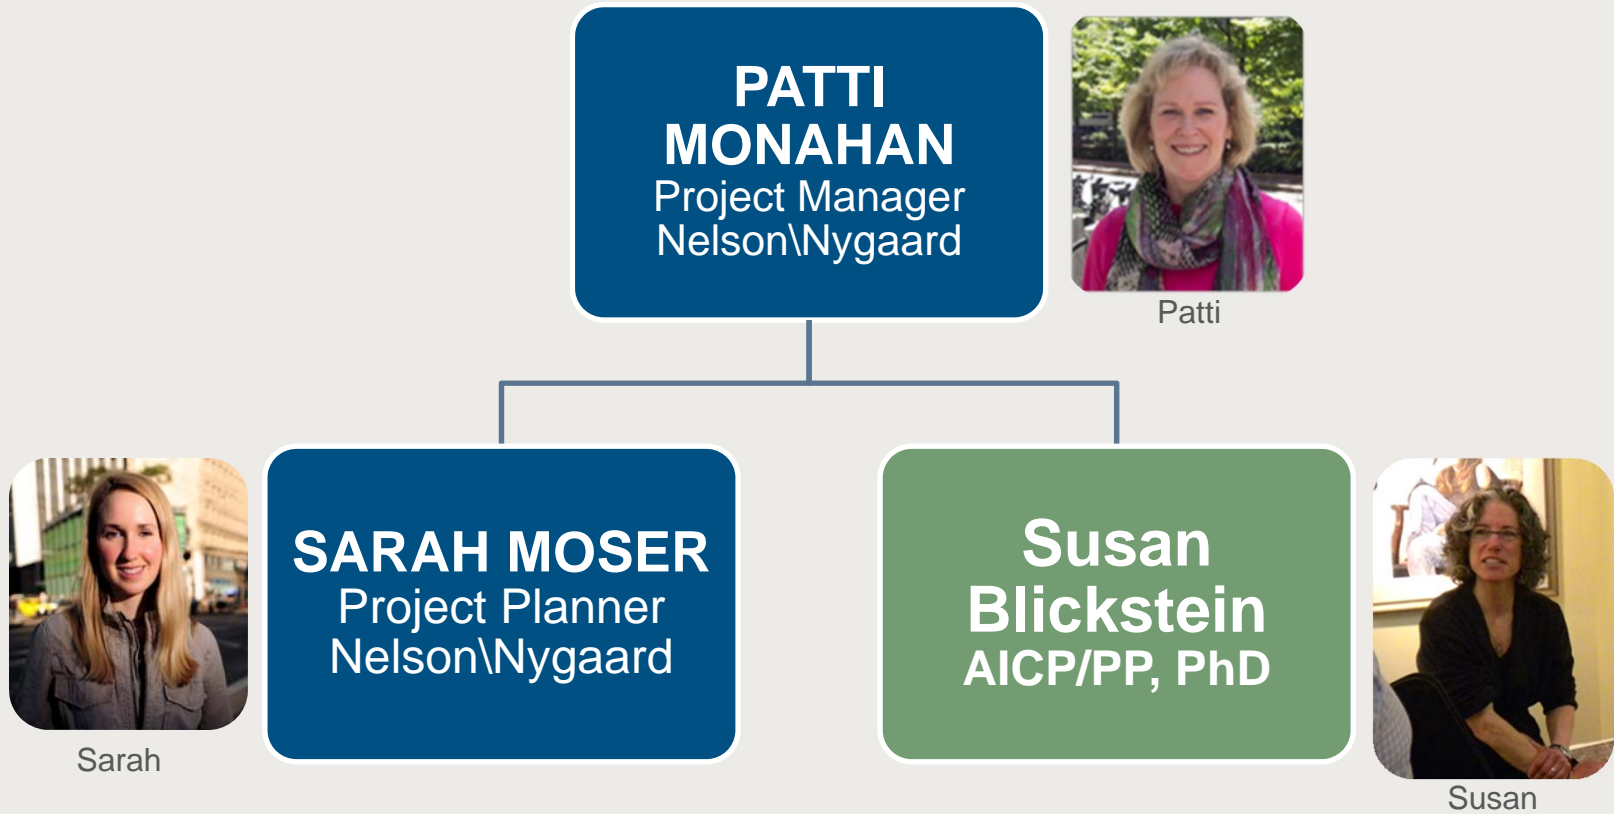 PATTI
MONAHAN
Project Manager
Nelson\Nygaard
Patti
SARAH MOSER
Project Planner
Nelson\Nygaard
Sarah
Susan
Blickstein
AICP/PP, PhD
Susan